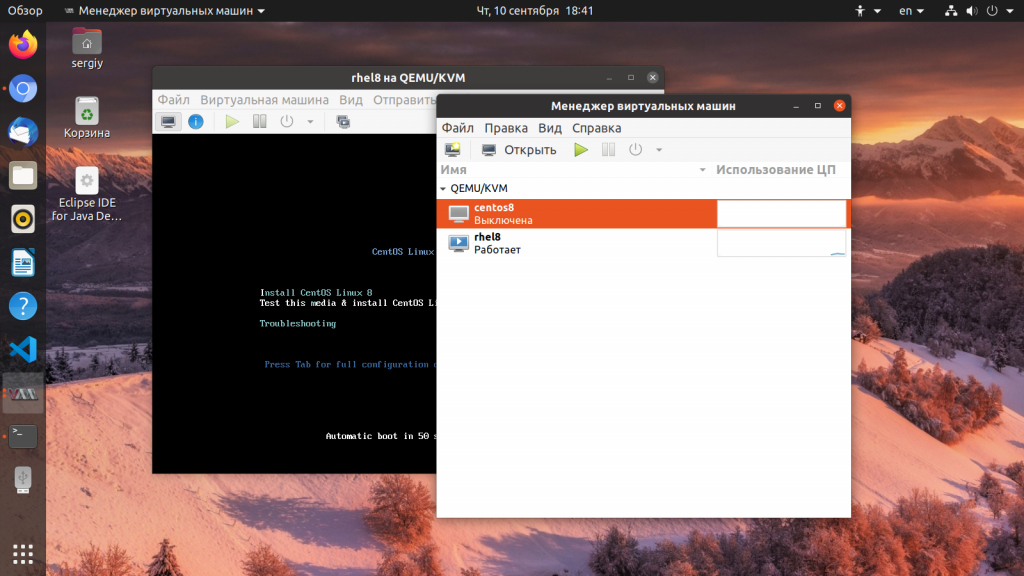 Обзор
Менеджер виртуальных машин
Чт, 10 сентября 18:41
en
sergiy
Корзина
Eclipse IDE
for Java De...
rhel8 на QEMU/KVM
Файл Виртуальная машина Вид Отправить
CentOS Linux
Install CentOS Linux 8
Test this media & install CentOS Li
Troubleshooting
Press Tab for full configuration o
Automatic boot in 50 s
Менеджер виртуальных машин
Файл Правка Вид Справка
Открыть
Имя Использование ЦП
QEMU/KVM
centos8
Выключена
rhel8
Работает